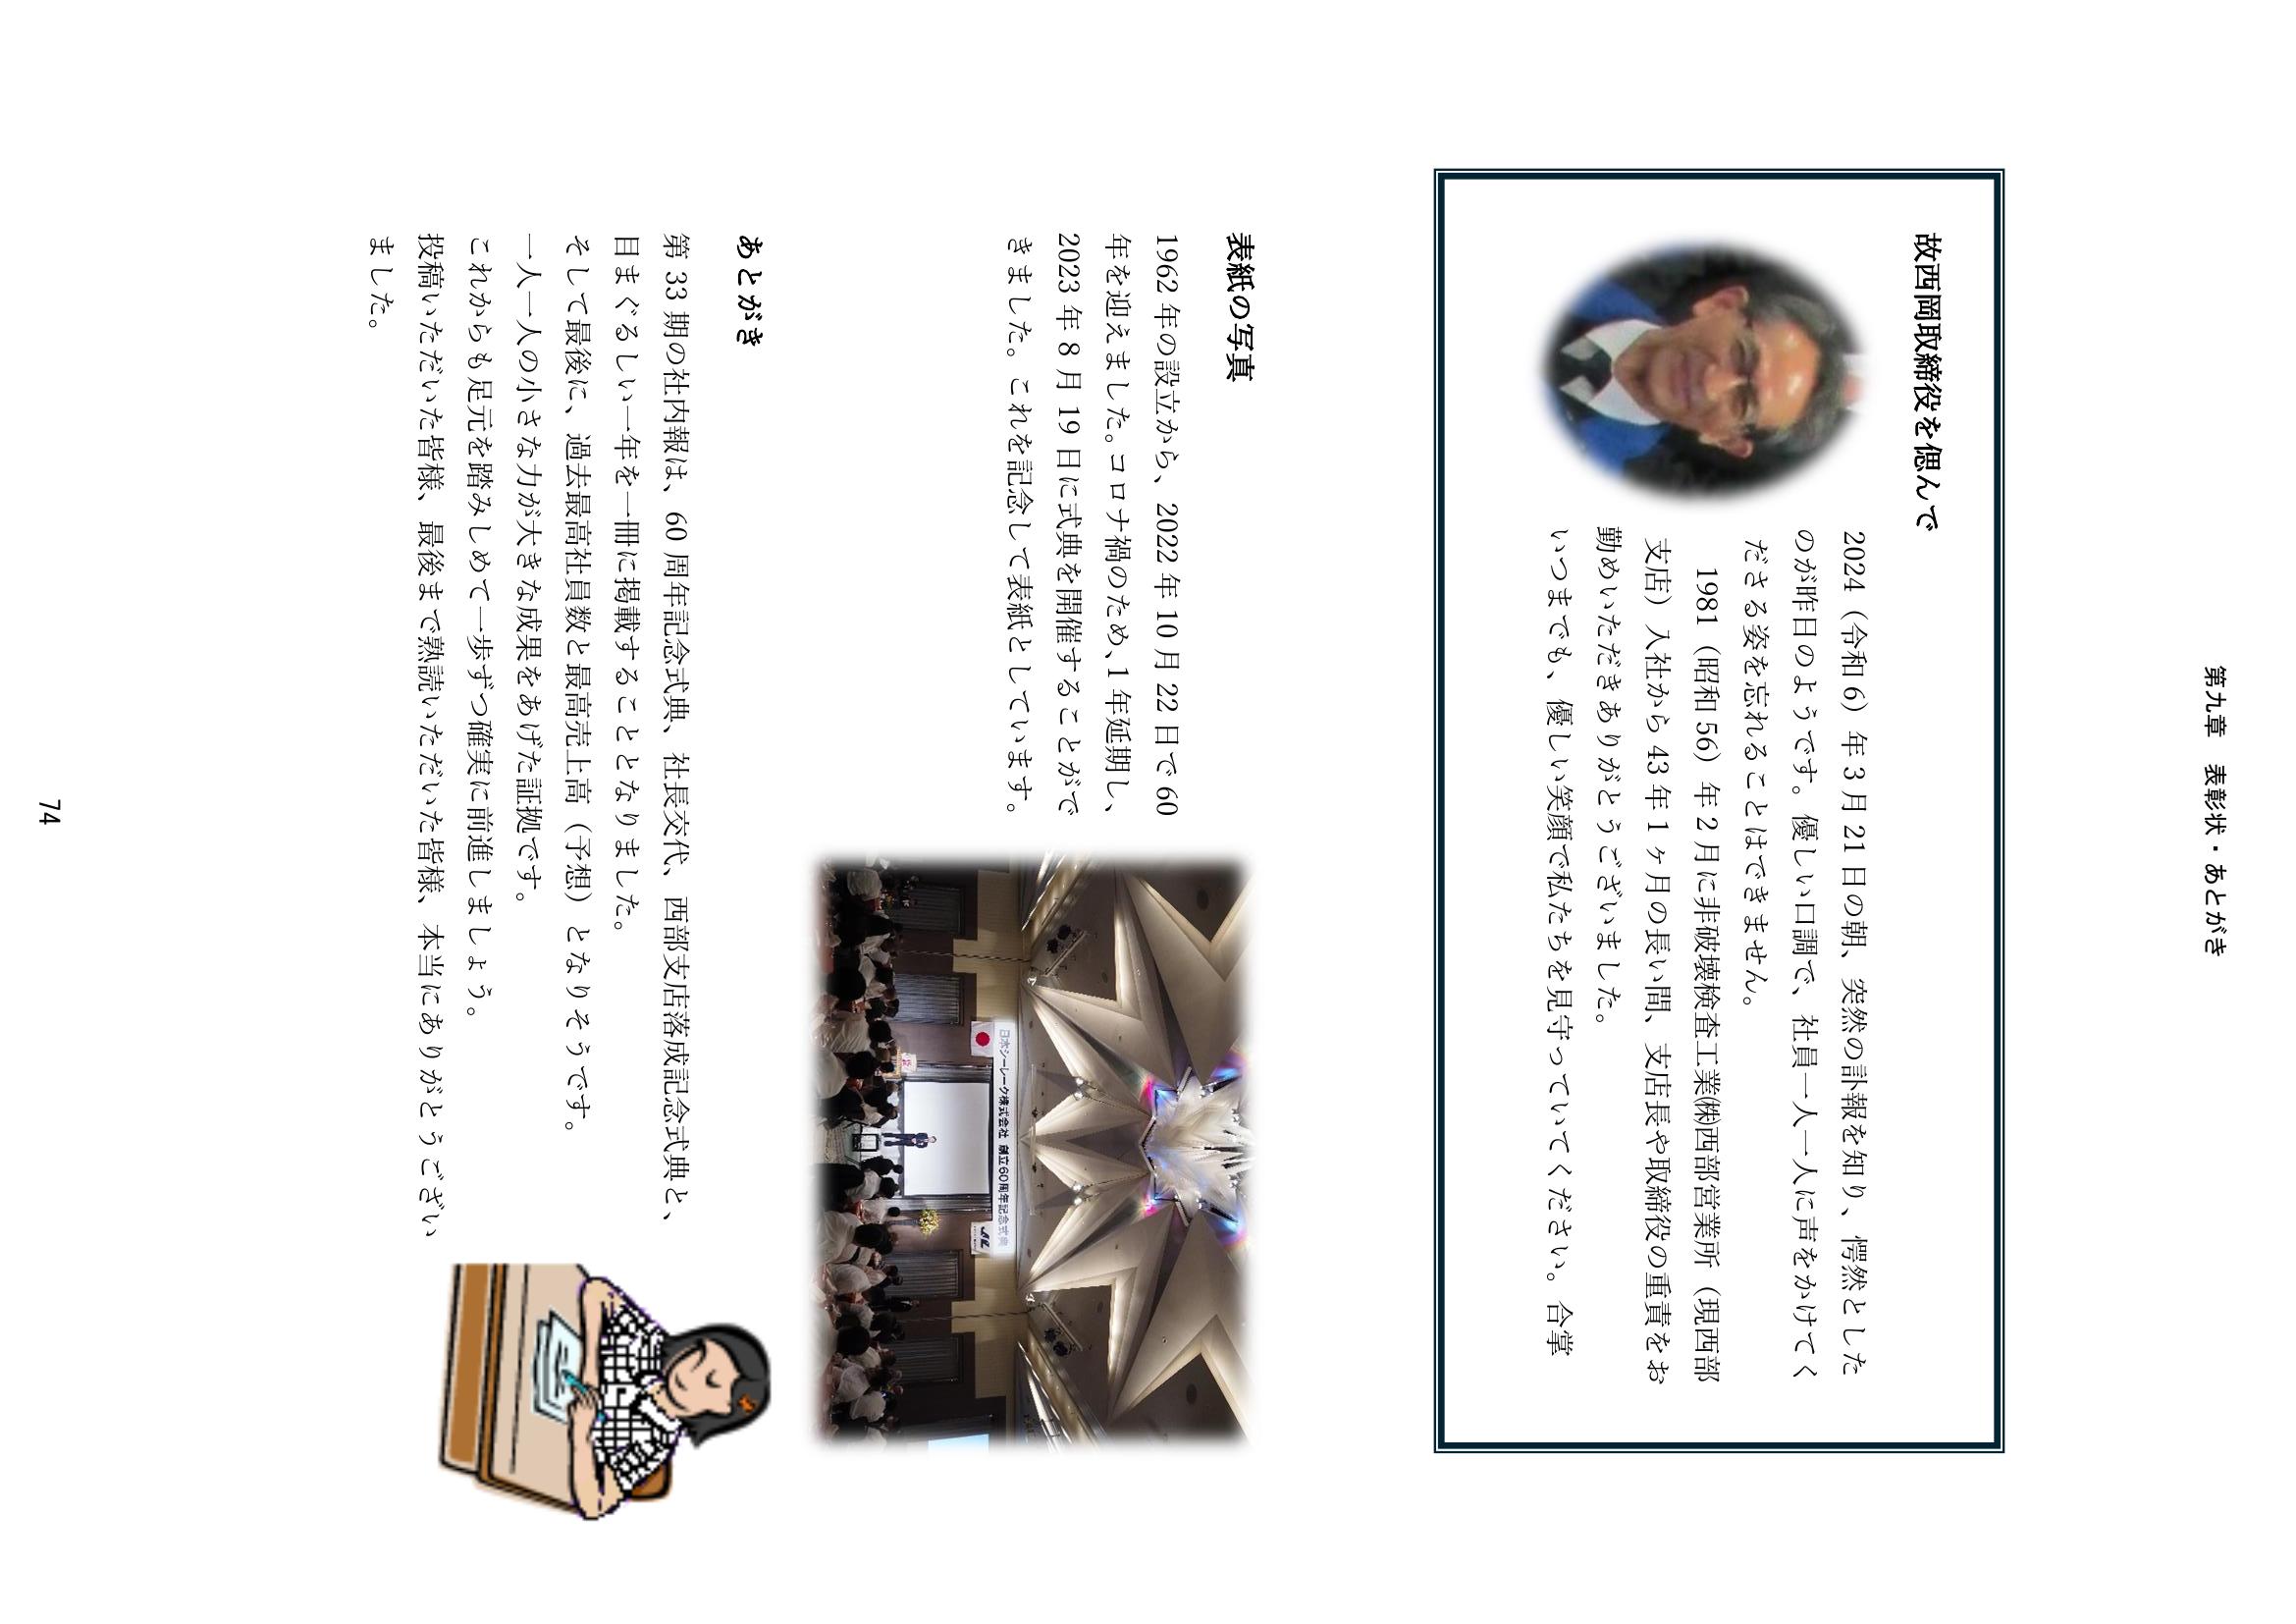 第九章　表彰状・あとがき
故西岡取締役を偲んで
2024（令和6）年3月21日の朝、突然の訃報を知り、愕然とした
のが昨日のようです。優しい口調で、社員一人一人に声をかけてく
ださる姿を忘れることはできません。
1981（昭和56）年2月に非破壊検査工業㈱西部営業所（現西部
支店）入社から43年1ヶ月の長い間、支店長や取締役の重責をお
勤めいただきありがとうございました。
いつまでも、優しい笑顔で私たちを見守っていてください。合掌
表紙の写真
1962年の設立から、2022年10月22日で60
年を迎えました。コロナ禍のため、1年延期し、
2023年8月19日に式典を開催することがで
きました。これを記念して表紙としています。
日本シーレーク株式会社 創立60周年記念式典
あとがき
第33期の社内報は、60周年記念式典、社長交代、西部支店落成記念式典と、
目まぐるしい一年を一冊に掲載することとなりました。
そして最後に、過去最高社員数と最高売上高（予想）となりそうです。
一人一人の小さな力が大きな成果をあげた証拠です。
これからも足元を踏みしめて一歩ずつ確実に前進しましょう。
投稿いただいた皆様、最後まで熟読いただいた皆様、本当にありがとうござい
ました。
74